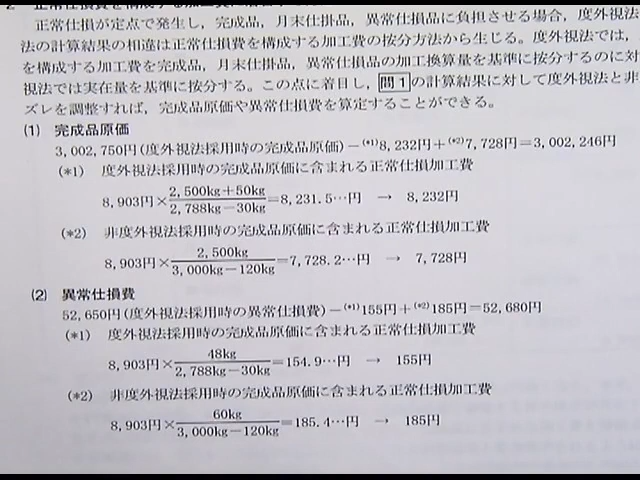 正常仕損が定点で発生し，完成品，月末仕掛品，異常仕損品に負担させる場合，度外視法
法の計算結果の相違は正常仕損費を構成する加工費の按分方法から生じる。度外視法では，
を構成する加工費を完成品，月末仕掛品，異常仕損品の加工換算量を基準に按分するのに対
視法では実在量を基準に按分する。この点に着目し，問1の計算結果に対して度外視法と非
ズレを調整すれば，完成品原価や異常仕損費を算定することができる。
(1) 完成品原価
3,002,750円(度外視法採用時の完成品原価)－(*1)8,232円＋(*2)7,728円＝3,002,246円
(*1) 度外視法採用時の完成品原価に含まれる正常仕損加工費
8,903円×2,500kg＋50kg/2,788kg－30kg＝8,231.5…円 → 8,232円
(*2) 非度外視法採用時の完成品原価に含まれる正常仕損加工費
8,903円×2,500kg/3,000kg－120kg＝7,728.2…円 → 7,728円
(2) 異常仕損費
52,650円(度外視法採用時の異常仕損費)－(*1)155円＋(*2)185円＝52,680円
(*1) 度外視法採用時の完成品原価に含まれる正常仕損加工費
8,903円×48kg/2,788kg－30kg＝154.9…円 → 155円
(*2) 非度外視法採用時の完成品原価に含まれる正常仕損加工費
8,903円×60kg/3,000kg－120kg＝185.4…円 → 185円